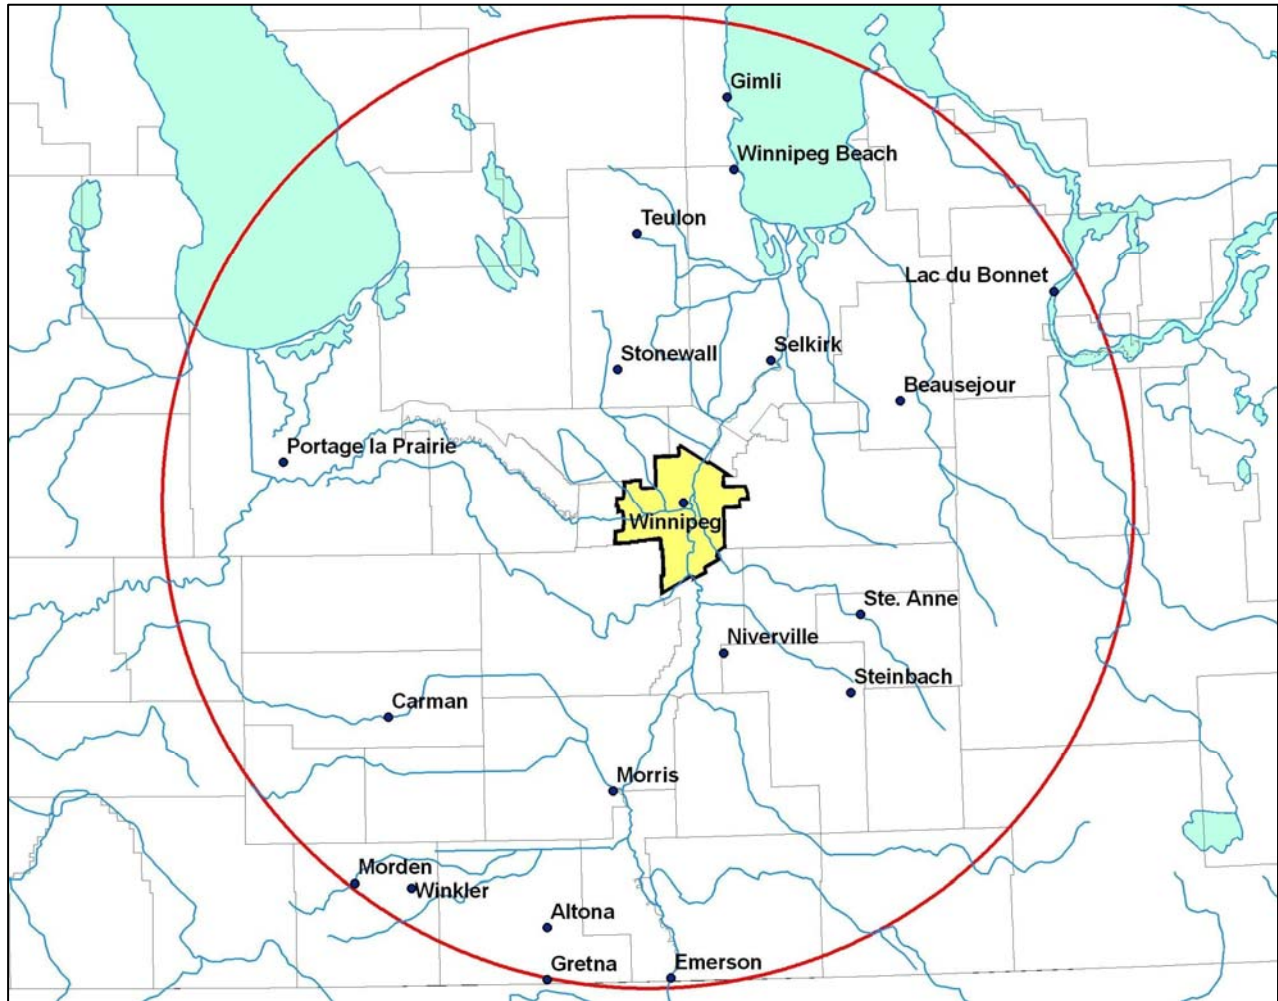 Gimli
Winnipeg Beach
Teulon
Lac du Bonnet
Selkirk
Stonewall
Beausejour
Portage la Prairie
Winnipeg
Ste. Anne
Niverville
Steinbach
Carman
Morris
Morden
Winkler
Altona
Gretna
Emerson